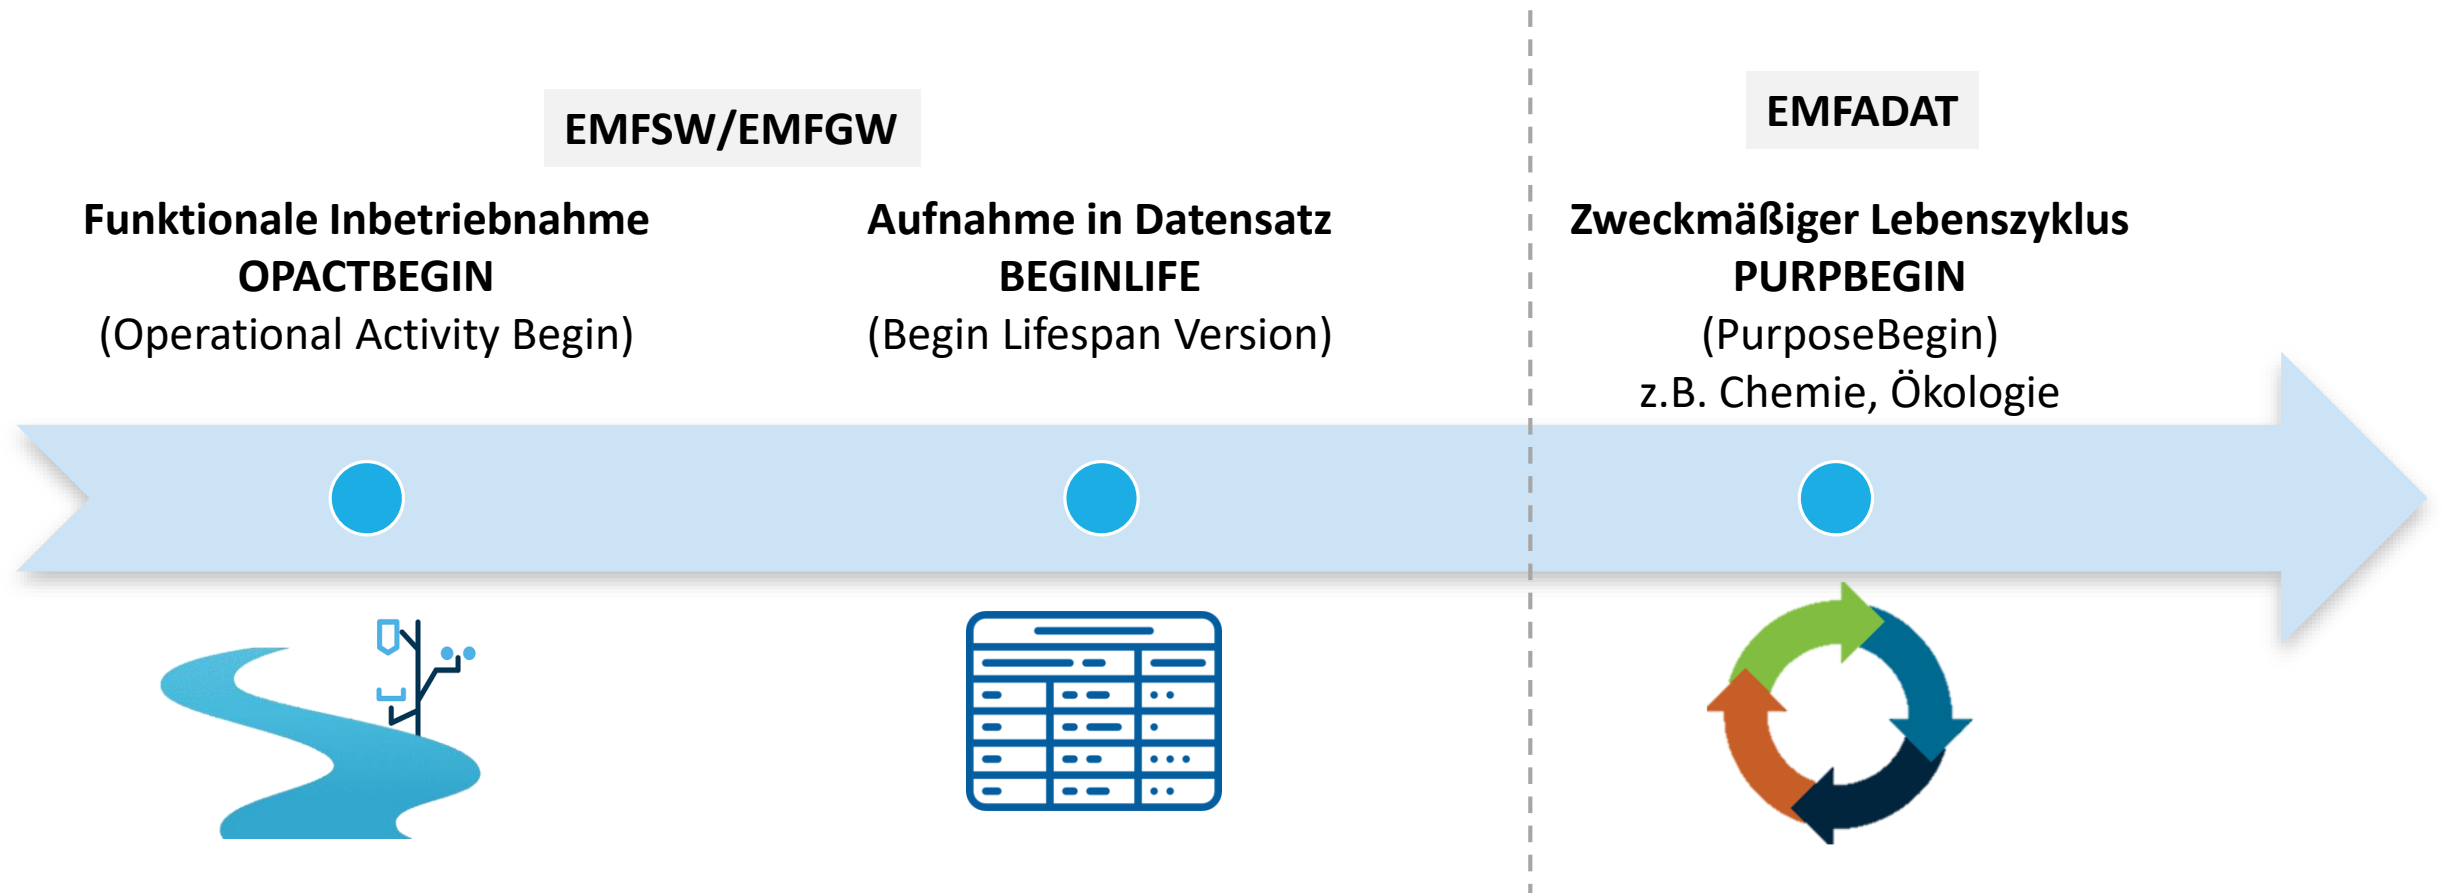 EMFSW/EMFGW
EMFADAT
Funktionale Inbetriebnahme
OPACTBEGIN
(Operational Activity Begin)
Aufnahme in Datensatz
BEGINLIFE
(Begin Lifespan Version)
Zweckmäßiger Lebenszyklus
PURPBEGIN
(PurposeBegin)
z.B. Chemie, Ökologie